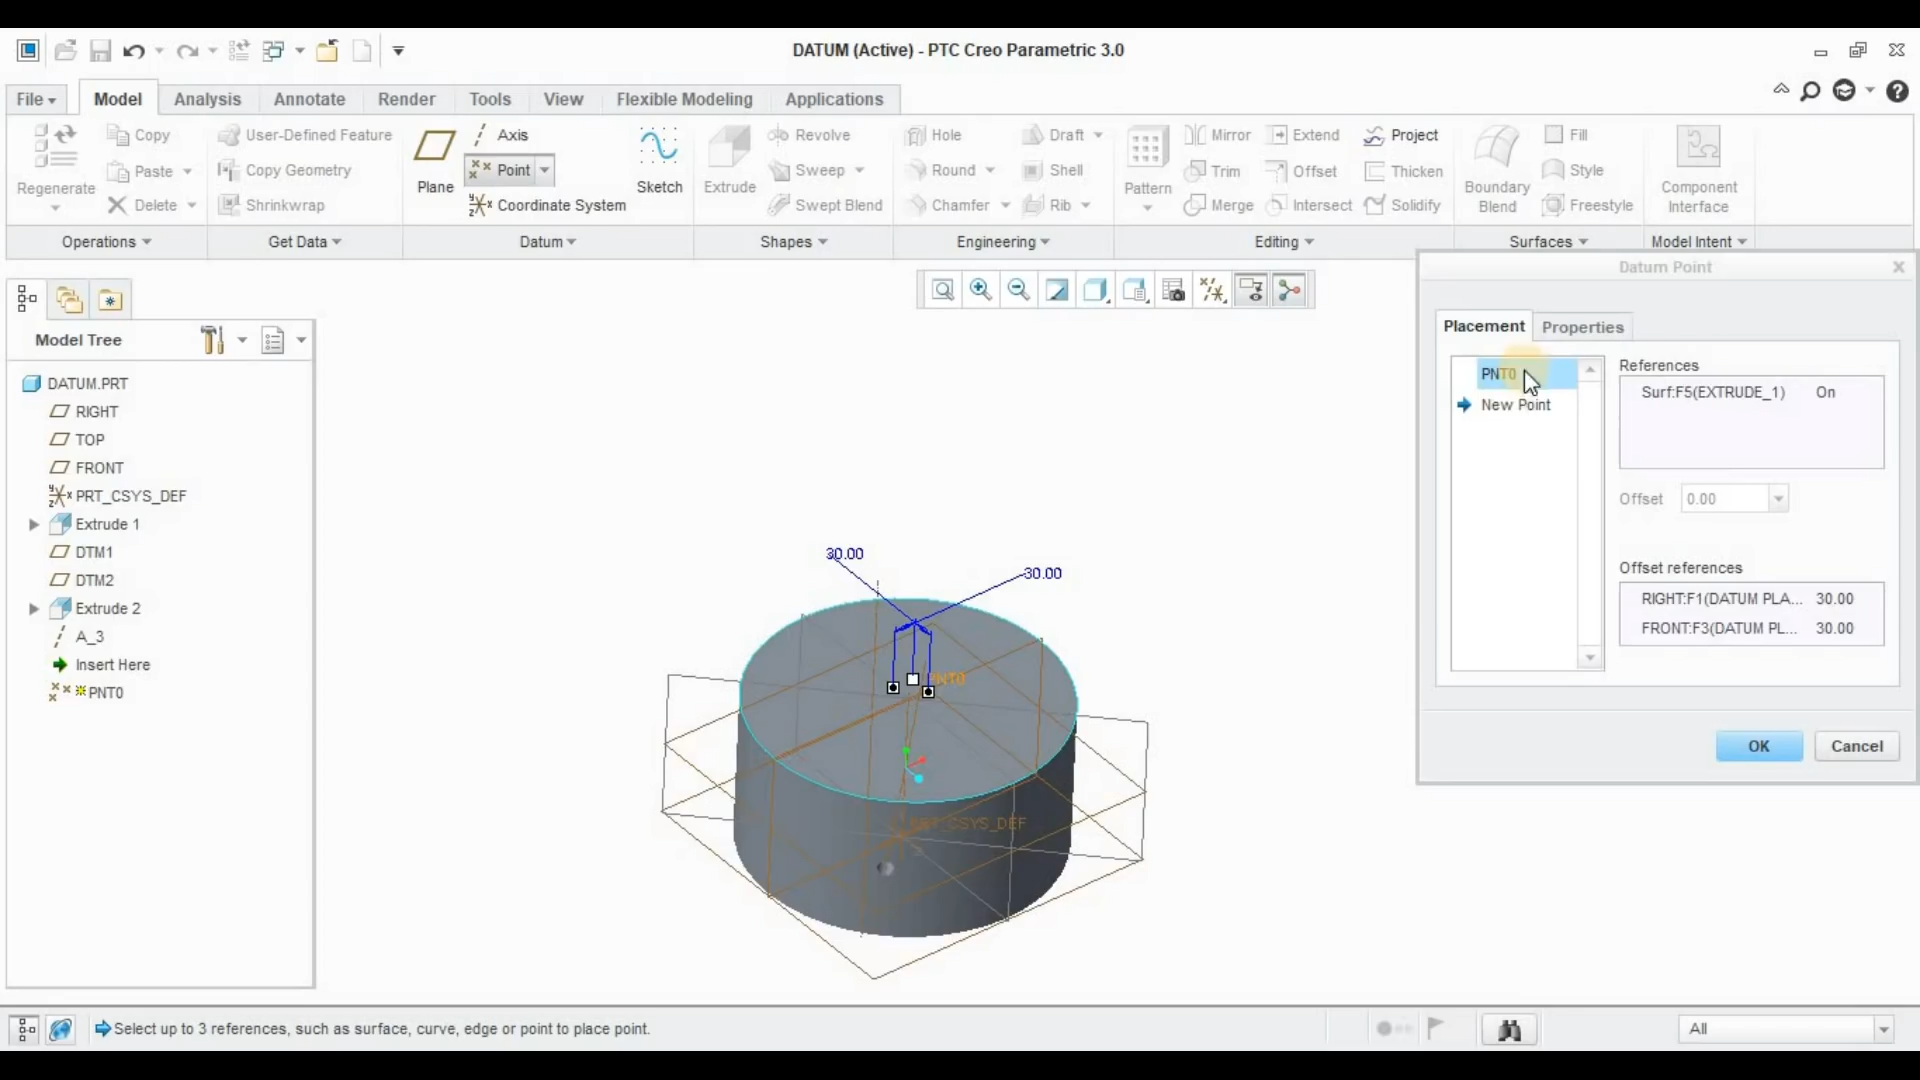 DATUM (Active) - PTC Creo Parametric 3.0
File Model Analysis Annotate Render Tools View Flexible Modeling Applications
Regenerate
Copy
Paste
Delete
Operations
User-Defined Feature
Copy Geometry
Shrinkwrap
Get Data
Plane
Axis
Point
Coordinate System
Sketch
Datum
Extrude
Revolve
Sweep
Swept Blend
Shapes
Hole
Round
Chamfer
Draft
Shell
Rib
Engineering
Pattern
Mirror
Trim
Merge
Extend
Offset
Intersect
Project
Thicken
Solidify
Editing
Boundary
Blend
Fill
Style
Freestyle
Surfaces
Component
Interface
Model Intent
Model Tree
DATUM.PRT
RIGHT
TOP
FRONT
PRT_CSYS_DEF
Extrude 1
DTM1
DTM2
Extrude 2
A_3
Insert Here
PNT0
30.00
30.00
PNT0
PRT_CSYS_DEF
Datum Point
Placement Properties
PNT0
New Point
References
Surf:F5(EXTRUDE_1) On
Offset 0.00
Offset references
RIGHT:F1(DATUM PLA... 30.00
FRONT:F3(DATUM PL... 30.00
OK Cancel
Select up to 3 references, such as surface, curve, edge or point to place point.
All